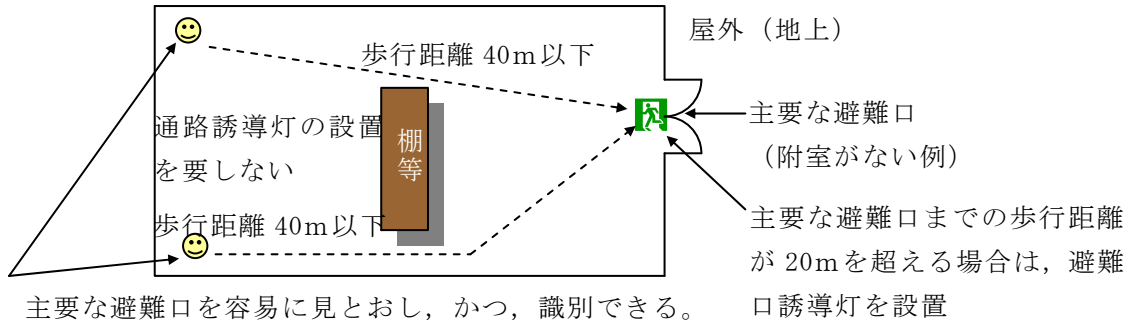 屋外（地上）
歩行距離 40ｍ以下
主要な避難口
（附室がない例）
通路誘導灯の設置
を要しない
棚等
歩行距離 40ｍ以下
主要な避難口までの歩行距離
が 20ｍを超える場合は，避難
口誘導灯を設置
主要な避難口を容易に見とおし，かつ，識別できる。